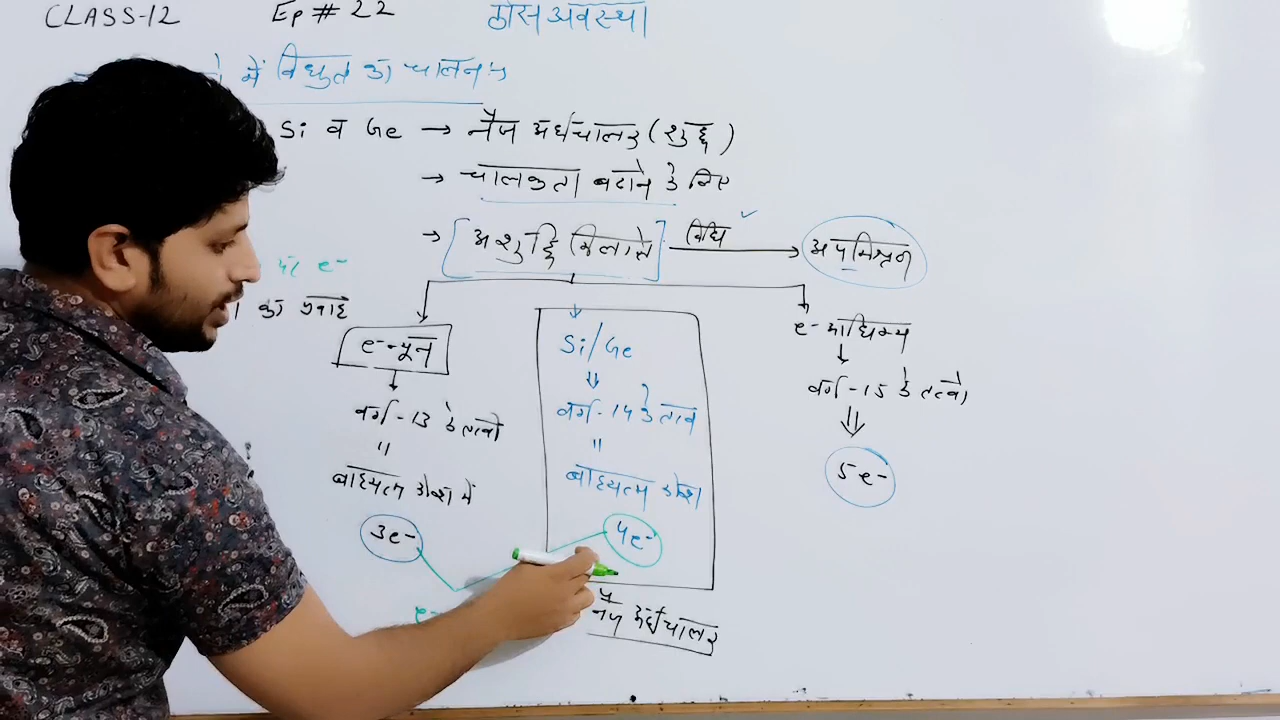 CLASS-12 Ep # 22 ठोस अवस्था
में विद्युत का चालन:→
Si व Ge → नैज अर्धचालक (शुद्ध)
→ चालकता बढाने के लिए
→ [अशुद्धि मिलाते] विधि → अपमिश्रण
e-
का प्रवाह
e- न्यून
वर्ग-13 के तत्वो
"
बाह्यतम कोश में
3e-
e-
Si/Ge
वर्ग-14 के तत्व
"
बाह्यतम कोश
4e-
नैज अर्धचालक
e- आधिक्य
वर्ग-15 के तत्वो
5e-